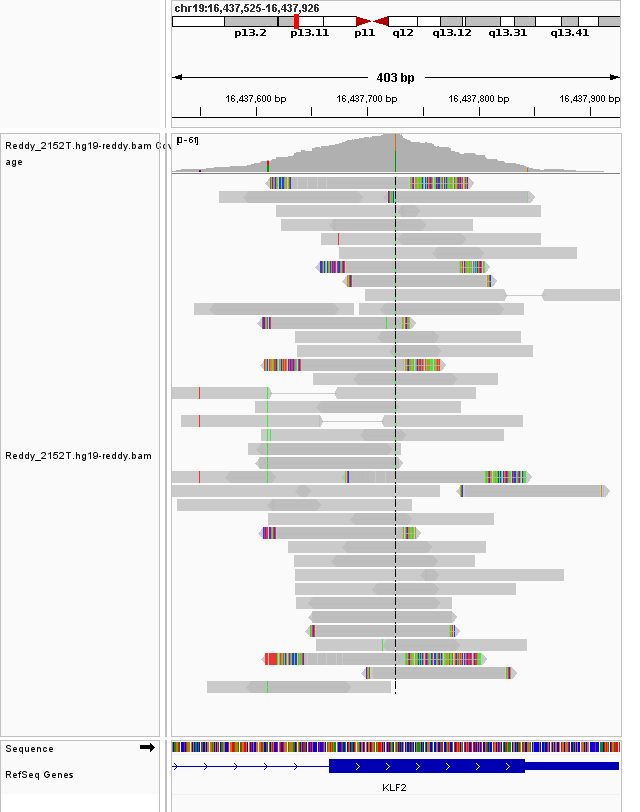 chr19:16,437,525-16,437,926
p13.2 p13.11 p11 q12 q13.12 q13.31 q13.41
403 bp
16,437,600 bp 16,437,700 bp 16,437,800 bp 16,437,900 bp
Reddy_2152T.hg19-reddy.bam Cov
age
[0-61]
Reddy_2152T.hg19-reddy.bam
Sequence
RefSeq Genes
KLF2